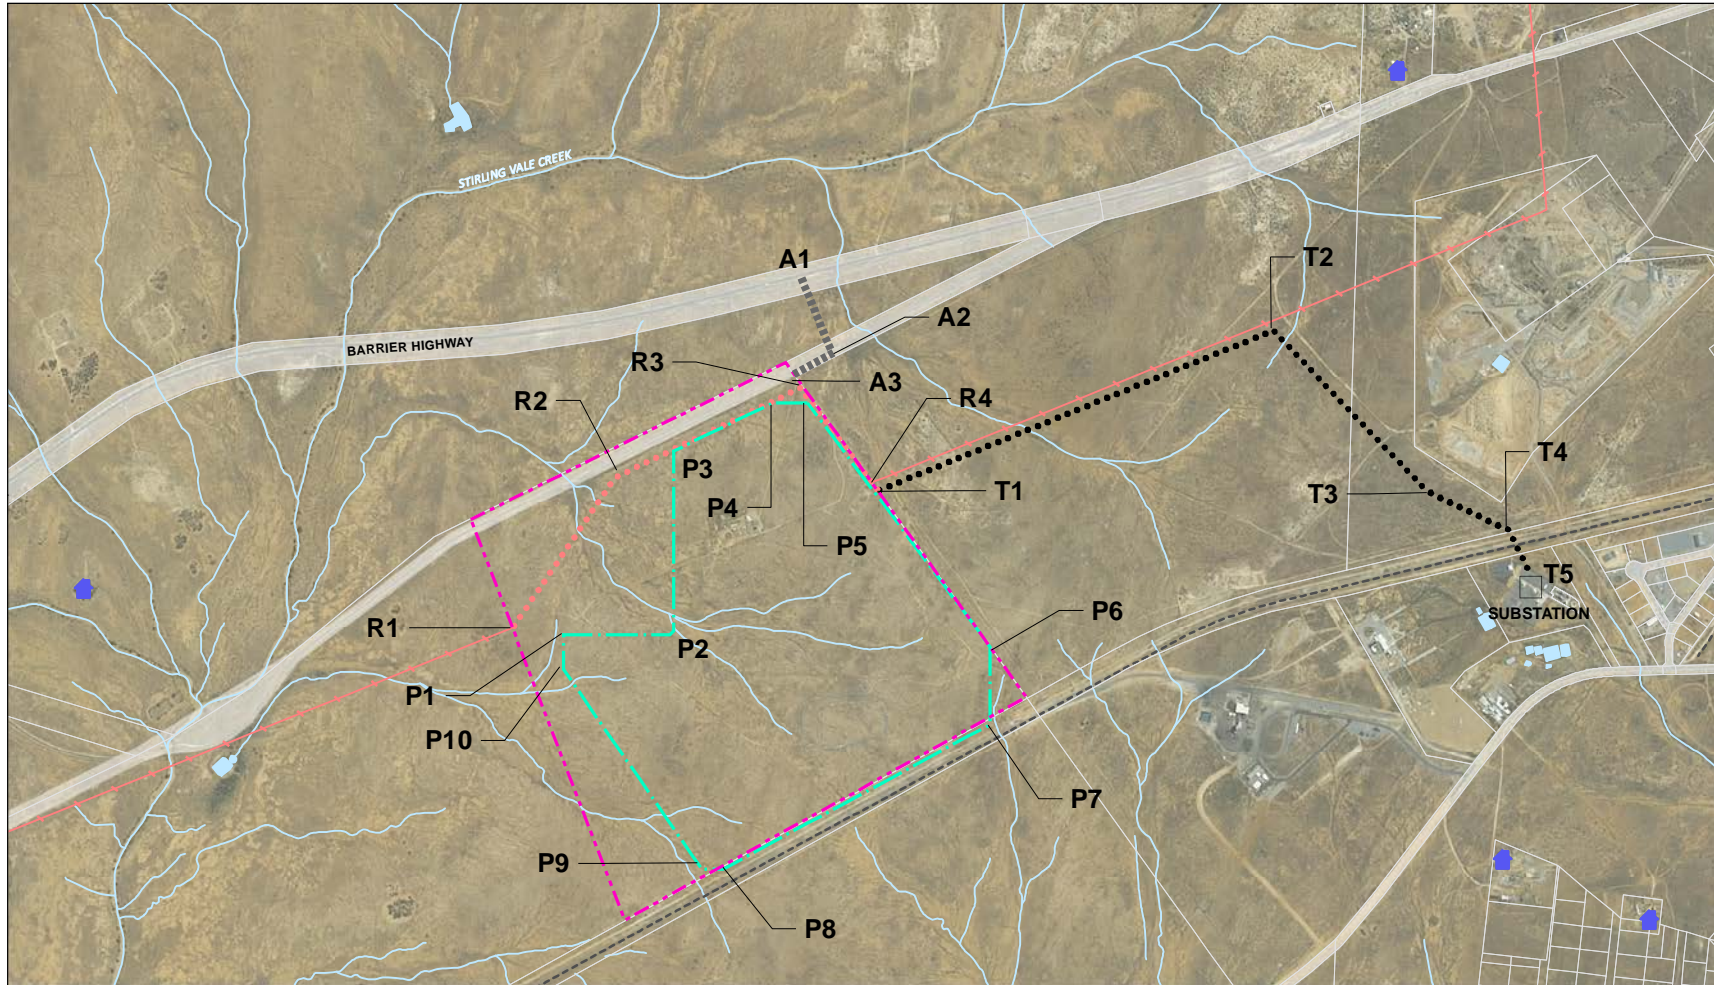 STIRLING VALE CREEK
T2
A1
A2
BARRIER HIGHWAY
R3
A3
R2
R4
T4
P3
T3
T1
P4
P5
T5
SUBSTATION
P6
R1
P2
P1
P10
P7
P9
P8